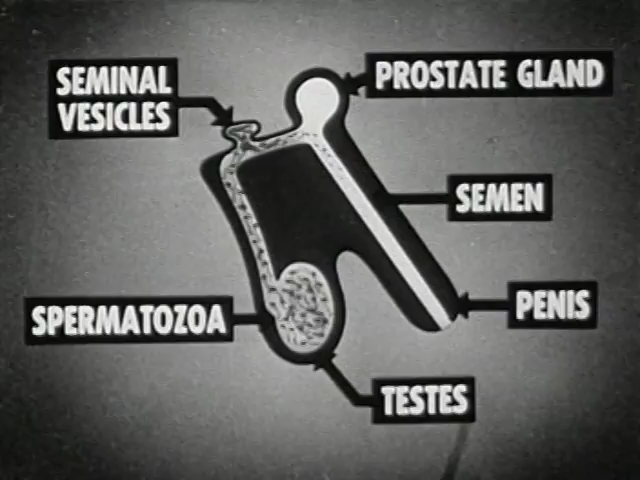 SEMINAL
VESICLES
PROSTATE GLAND
SEMEN
SPERMATOZOA
PENIS
TESTES